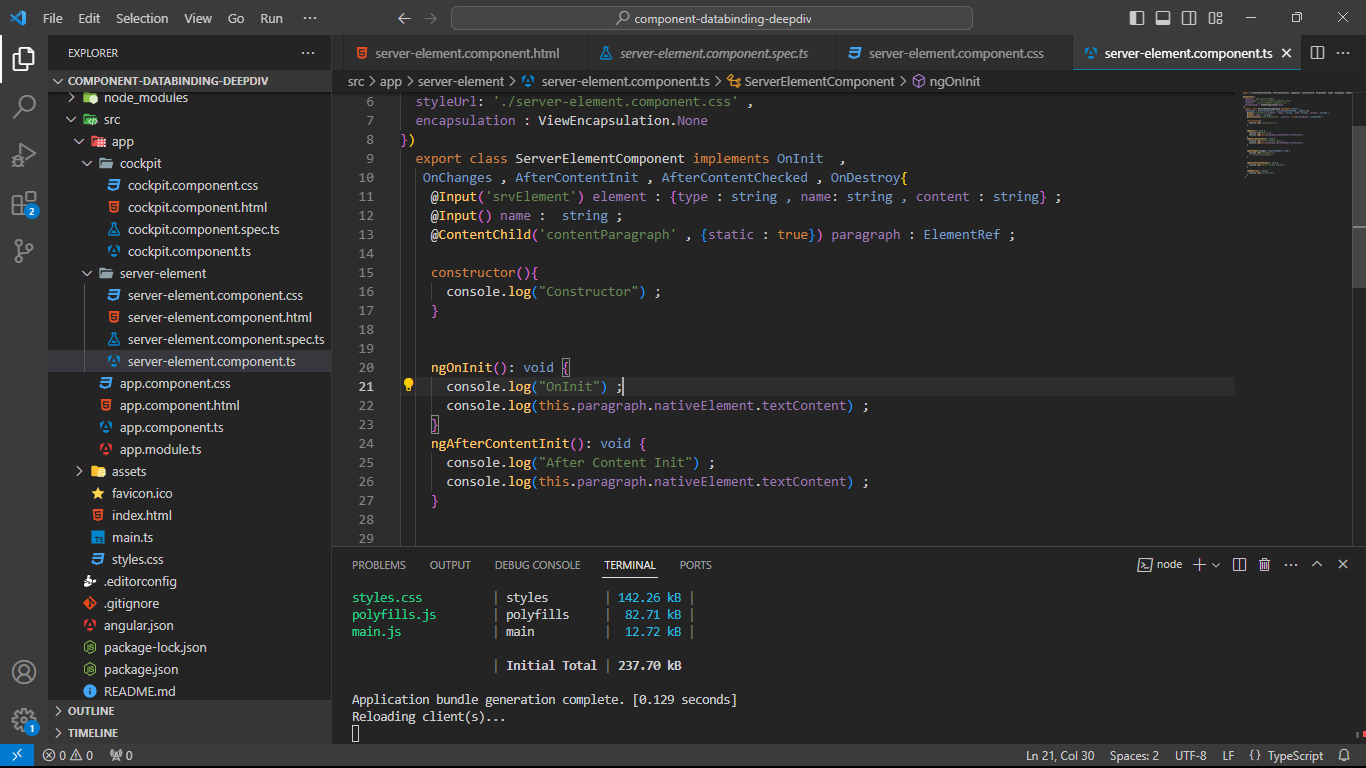 File Edit Selection View Go Run ···
component-databinding-deepdiv
EXPLORER
COMPONENT-DATABINDING-DEEPDIV
node_modules
src
app
cockpit
cockpit.component.css
cockpit.component.html
cockpit.component.spec.ts
cockpit.component.ts
server-element
server-element.component.css
server-element.component.html
server-element.component.spec.ts
server-element.component.ts
app.component.css
app.component.html
app.component.ts
app.module.ts
assets
favicon.ico
index.html
main.ts
styles.css
.editorconfig
.gitignore
angular.json
package-lock.json
package.json
README.md
OUTLINE
TIMELINE
2
1
server-element.component.html server-element.component.spec.ts server-element.component.css server-element.component.ts
src > app > server-element > server-element.component.ts > ServerElementComponent > ngOnInit
6 styleUrl: './server-element.component.css' ,
7 encapsulation : ViewEncapsulation.None
8 })
9 export class ServerElementComponent implements OnInit  ,
10 OnChanges , AfterContentInit , AfterContentChecked , OnDestroy{
11 @Input('srvElement') element : {type : string , name: string , content : string} ;
12 @Input() name :  string ;
13 @ContentChild('contentParagraph' , {static : true}) paragraph : ElementRef ;
14
15 constructor(){
16 console.log("Constructor") ;
17 }
18
19
20 ngOnInit(): void {
21 console.log("OnInit") ;
22 console.log(this.paragraph.nativeElement.textContent) ;
23 }
24 ngAfterContentInit(): void {
25 console.log("After Content Init") ;
26 console.log(this.paragraph.nativeElement.textContent) ;
27 }
28
29
PROBLEMS OUTPUT DEBUG CONSOLE TERMINAL PORTS
node
styles.css | styles | 142.26 kB |
polyfills.js | polyfills | 82.71 kB |
main.js | main | 12.72 kB |
| Initial Total | 237.70 kB
Application bundle generation complete. [0.129 seconds]
Reloading client(s)...
0 0 0
Ln 21, Col 30 Spaces: 2 UTF-8 LF {} TypeScript